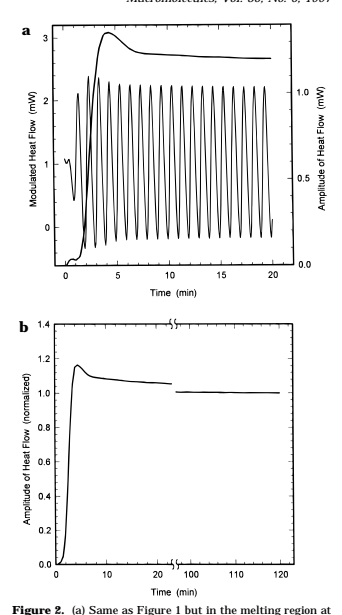 Macromolecules, Vol. 30, No. 6, 1997
a
3
2
1
0
Modulated Heat Flow (mW)
1.0
0.5
0.0
Amplitude of Heat Flow (mW)
0 5 10 15 20
Time (min)
b
1.4
1.2
1.0
0.8
0.6
0.4
0.2
0.0
Amplitude of Heat Flow (normalized)
0 10 20 100 110 120
Time (min)
Figure 2. (a) Same as Figure 1 but in the melting region at